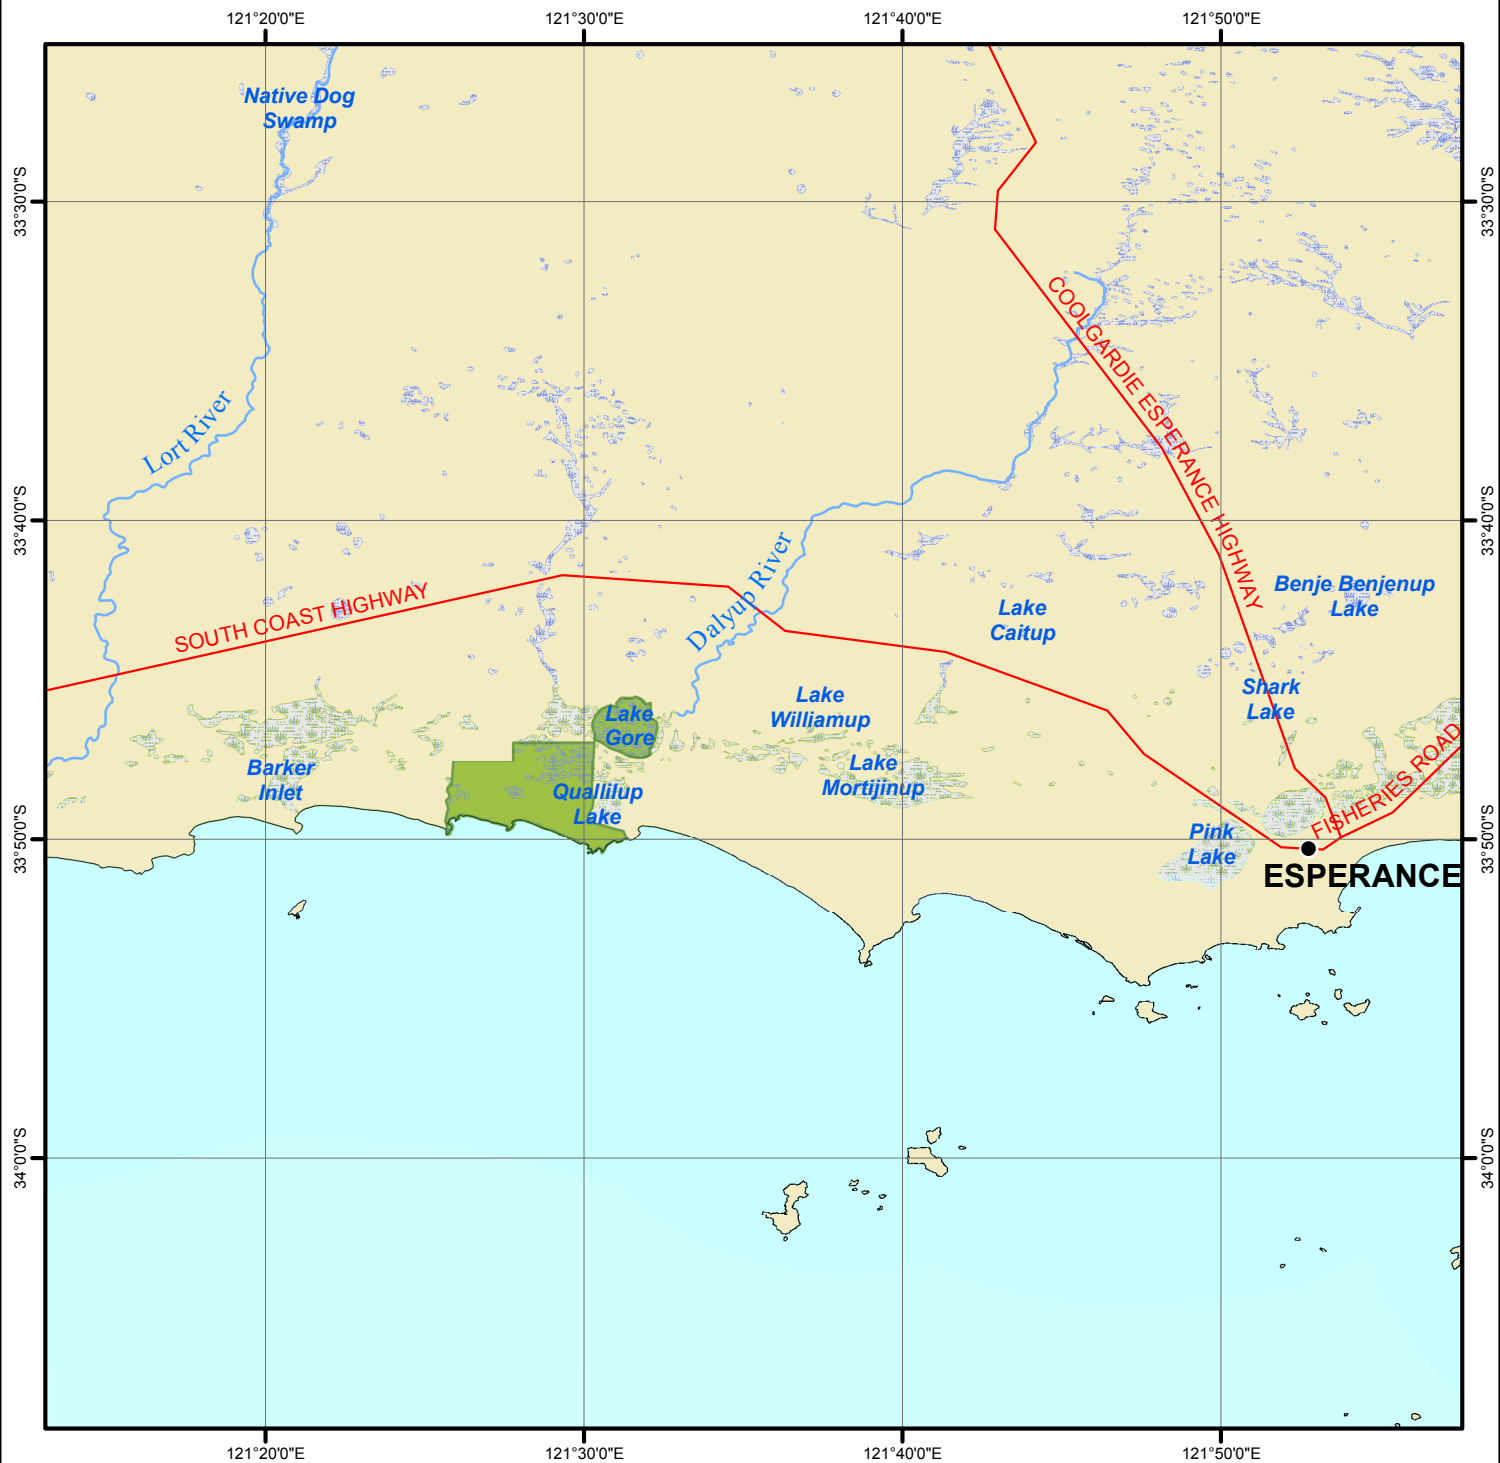 121°20'0"E
121°30'0"E
121°40'0"E
121°50'0"E
Native Dog
Swamp
33°30'0"S
33°30'0"S
COOLGARDIE ESPERANCE HIGHWAY
Lort River
33°40'0"S
33°40'0"S
Dalyup River
SOUTH COAST HIGHWAY
Benje Benjenup
Lake
Lake
Caitup
Shark
Lake
Lake
Williamup
Lake
Gore
FISHERIES ROAD
Barker
Inlet
Lake
Mortijinup
Quallilup
Lake
Pink
Lake
33°50'0"S
33°50'0"S
ESPERANCE
34°0'0"S
34°0'0"S
121°20'0"E
121°30'0"E
121°40'0"E
121°50'0"E